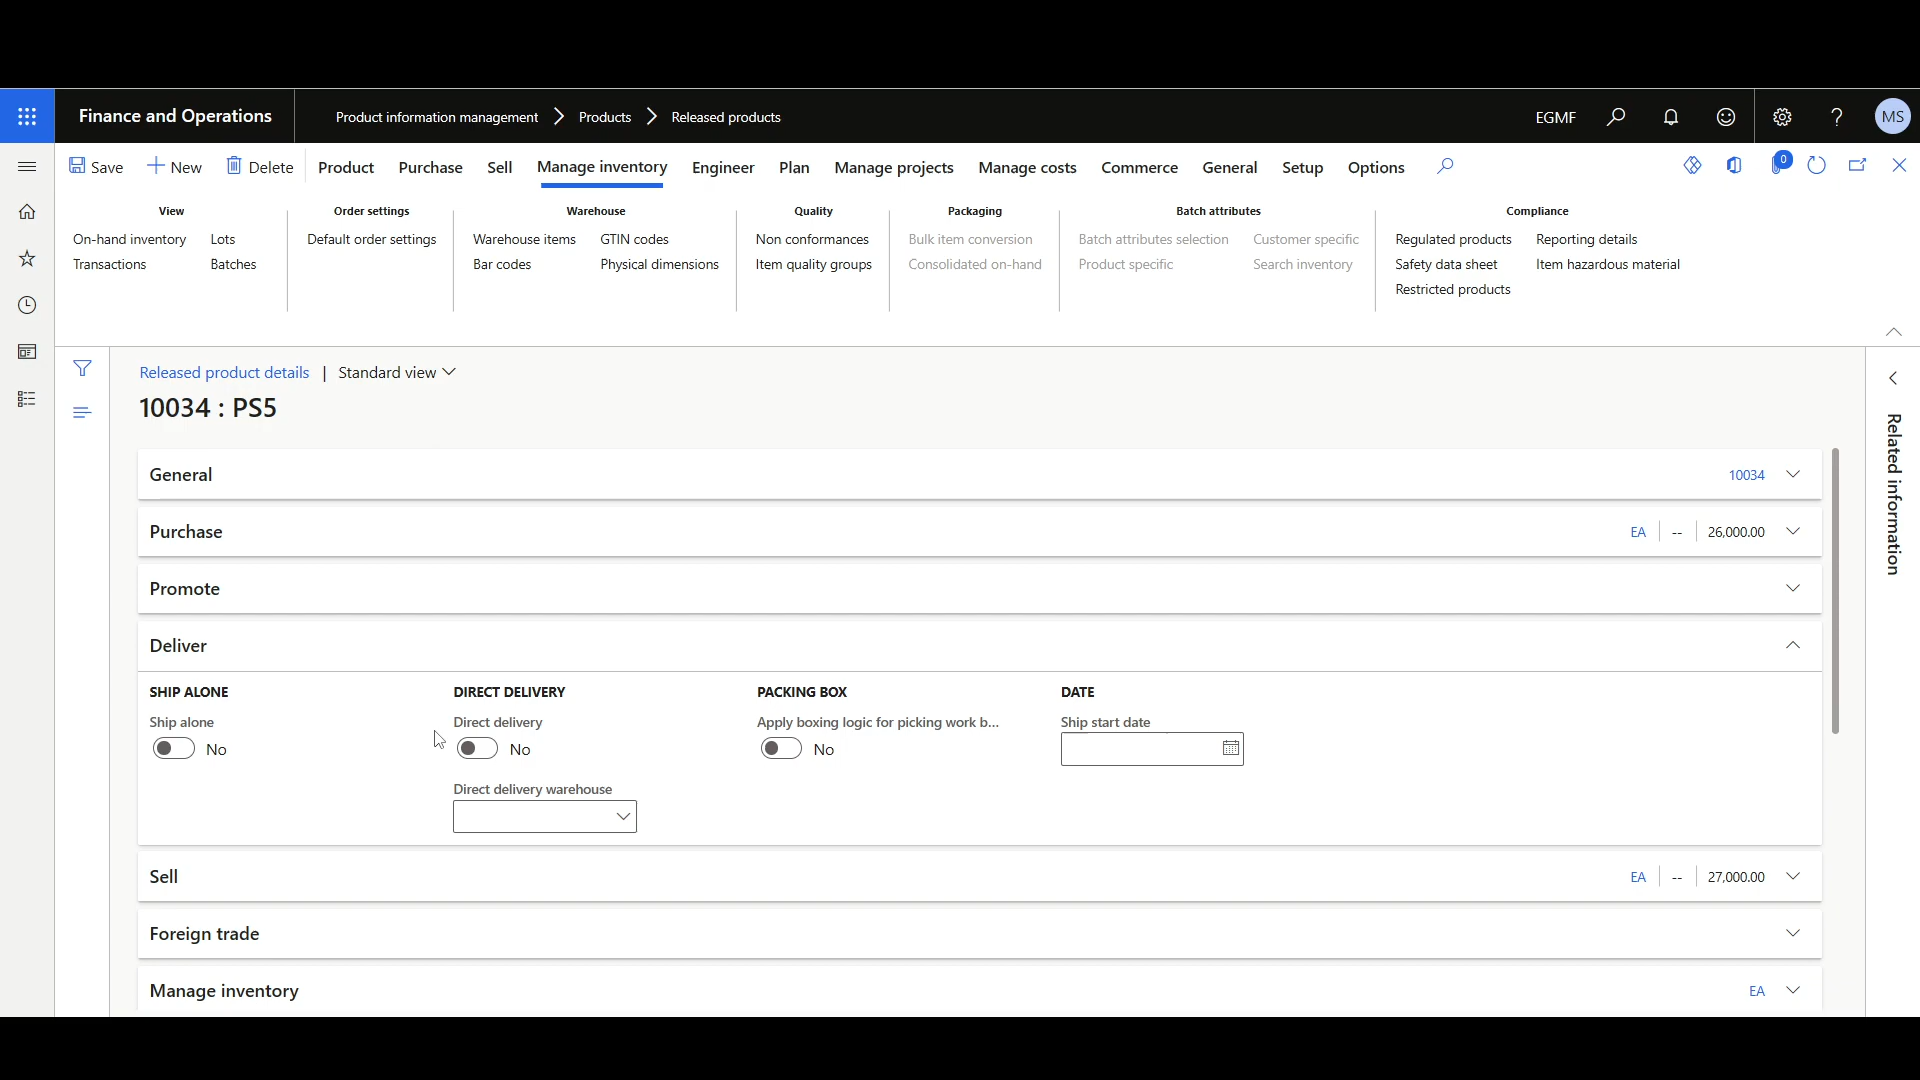 Finance and Operations
Product information management
Products
Released products
EGMF
?
MS
Save
New
Delete
Product
Purchase
Sell
Manage inventory
Engineer
Plan
Manage projects
Manage costs
Commerce
General
Setup
Options
0
View
Order settings
Warehouse
Quality
Packaging
Batch attributes
Compliance
On-hand inventory
Lots
Default order settings
Warehouse items
GTIN codes
Non conformances
Bulk item conversion
Batch attributes selection
Customer specific
Regulated products
Reporting details
Transactions
Batches
Bar codes
Physical dimensions
Item quality groups
Consolidated on-hand
Product specific
Search inventory
Safety data sheet
Item hazardous material
Restricted products
Released product details | Standard view
10034 : PS5
Related information
General
10034
Purchase
EA
--
26,000.00
Promote
Deliver
SHIP ALONE
DIRECT DELIVERY
PACKING BOX
DATE
Ship alone
Direct delivery
Apply boxing logic for picking work b...
Ship start date
No
No
No
Direct delivery warehouse
Sell
EA
--
27,000.00
Foreign trade
Manage inventory
EA